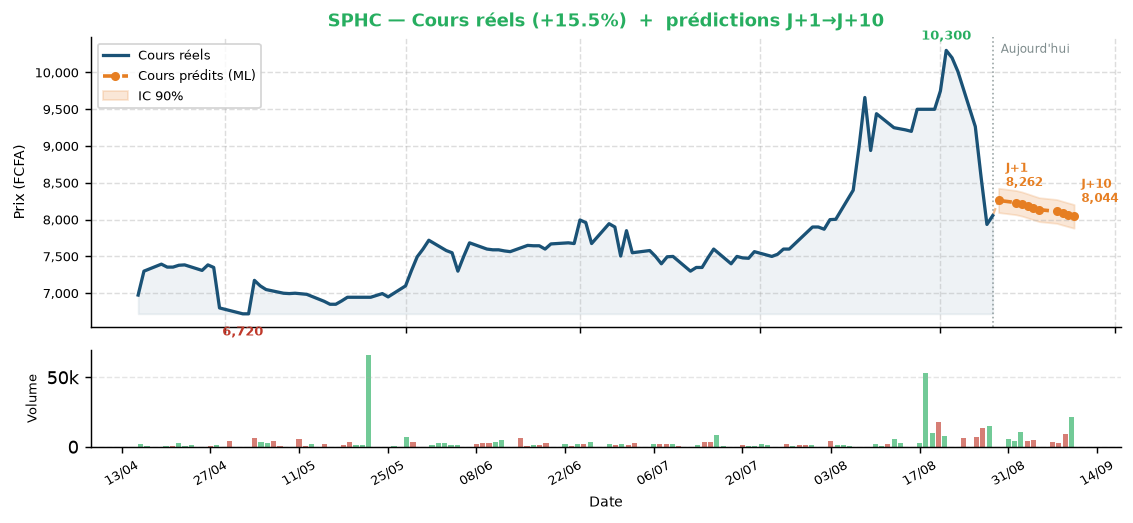 SPHC — Cours réels (+15.5%)  +  prédictions J+1→J+10
Cours réels
Cours prédits (ML)
IC 90%
10,300
Aujourd'hui
J+1
8,262
J+10
8,044
6,720
Prix (FCFA)
10,000
9,500
9,000
8,500
8,000
7,500
7,000
Volume
50k
0
13/04
27/04
11/05
25/05
08/06
22/06
06/07
20/07
03/08
17/08
31/08
14/09
Date